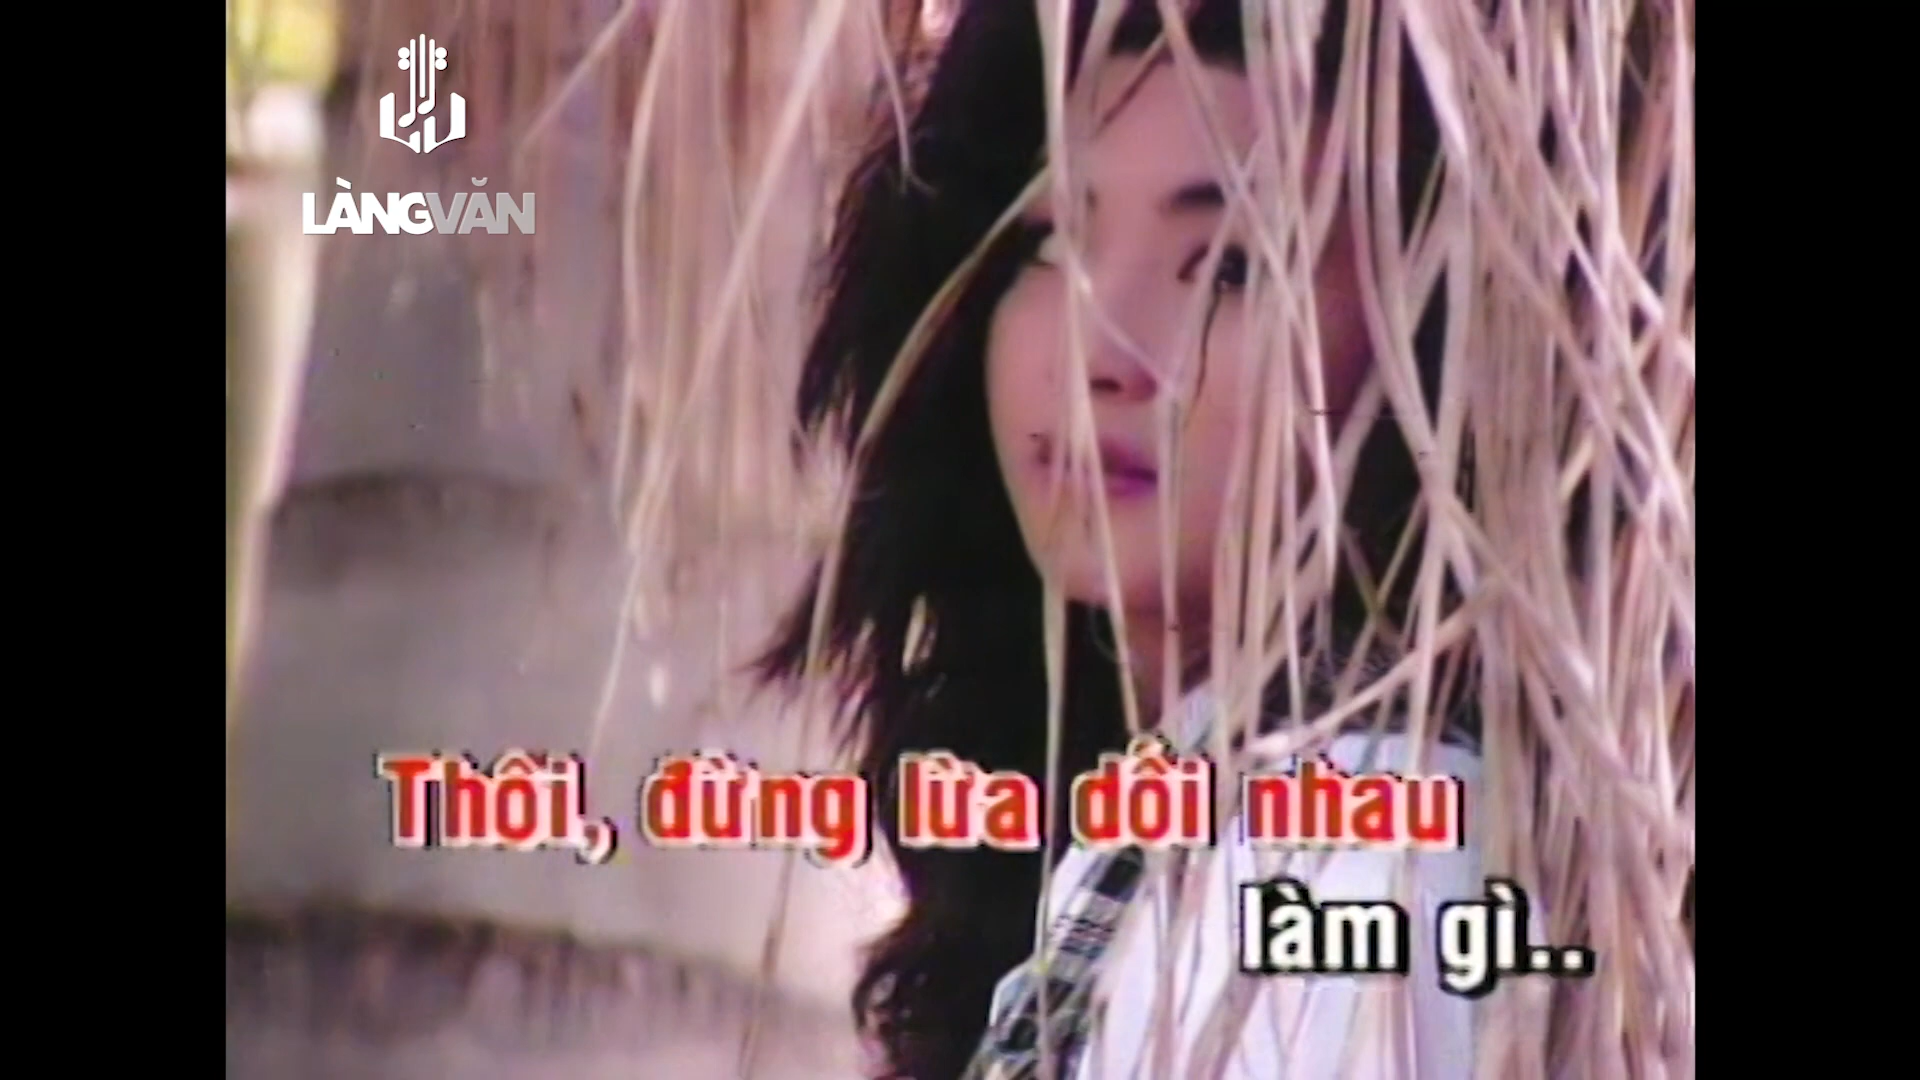 LÀNGVĂN
Thôi, đừng lừa dối nhau
làm gì..